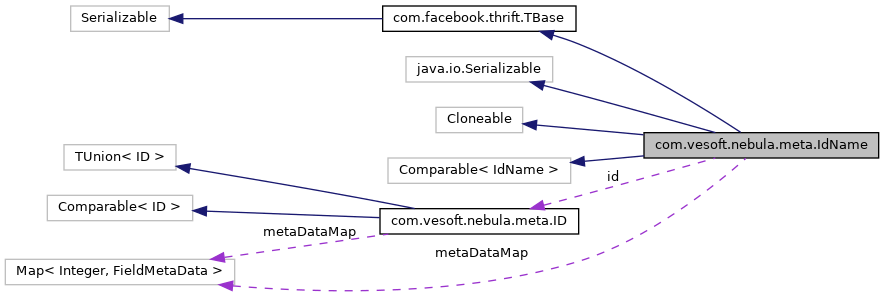 Serializable
com.facebook.thrift.TBase
java.io.Serializable
Cloneable
com.vesoft.nebula.meta.IdName
TUnion< ID >
Comparable< IdName >
id
Comparable< ID >
com.vesoft.nebula.meta.ID
metaDataMap
metaDataMap
Map< Integer, FieldMetaData >